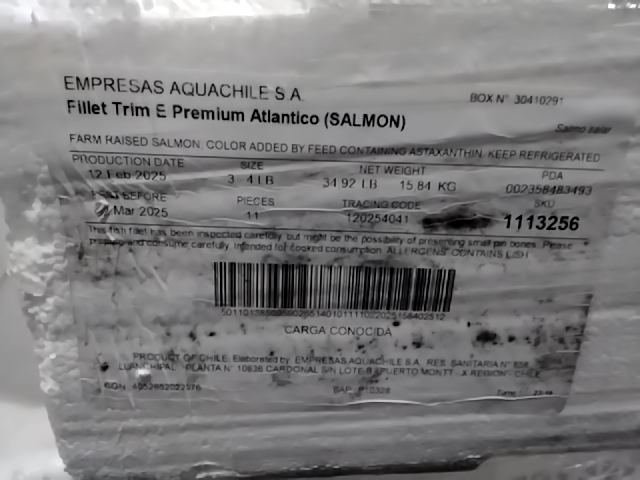 EMPRESAS AQUACHILE S.A.
BOX N° 30410291
Fillet Trim E Premium Atlantico (SALMON)
Salmo salar
FARM RAISED SALMON, COLOR ADDED BY FEED CONTAINING ASTAXANTHIN, KEEP REFRIGERATED
PRODUCTION DATE SIZE NET WEIGHT PDA
12 Feb 2025 3 4 LB 34.92 LB 15.84 KG 002358483493
BEFORE PIECES TRACING CODE SKU
Mar 2025 11 120254041 1113256
This fish fillet has been inspected carefully, but might be the possibility of presenting small pin bones. Please
and consume carefully. Intended for cooked consumption. ALLERGENS: CONTAINS FISH
CARGA CONOCIDA
PRODUCT OF CHILE. Elaborated by: EMPRESAS AQUACHILE S.A. RES. SANITARIA N°
PLANTA N° 10636 CARDONAL S/N LOTE B PUERTO MONTT - X REGION - CHILE